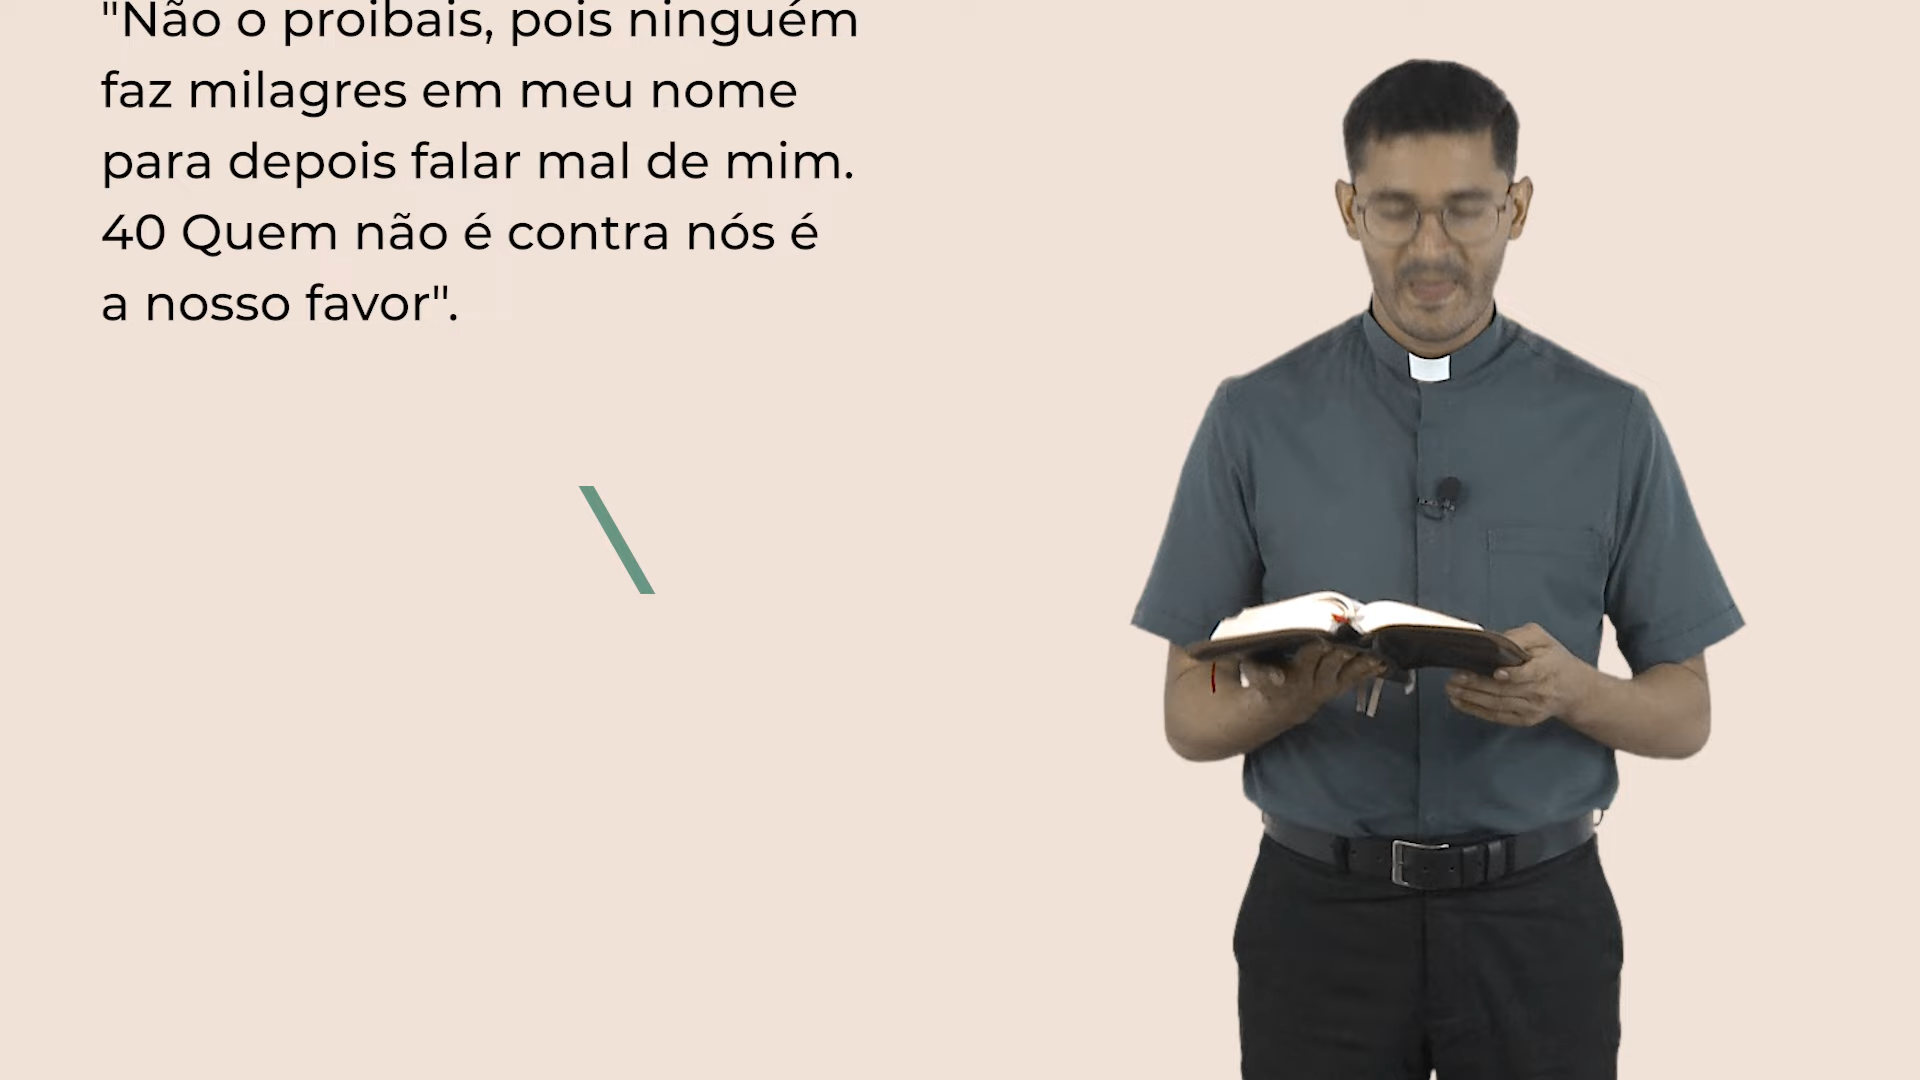 "Não o proibais, pois ninguém
faz milagres em meu nome
para depois falar mal de mim.
40 Quem não é contra nós é
a nosso favor".